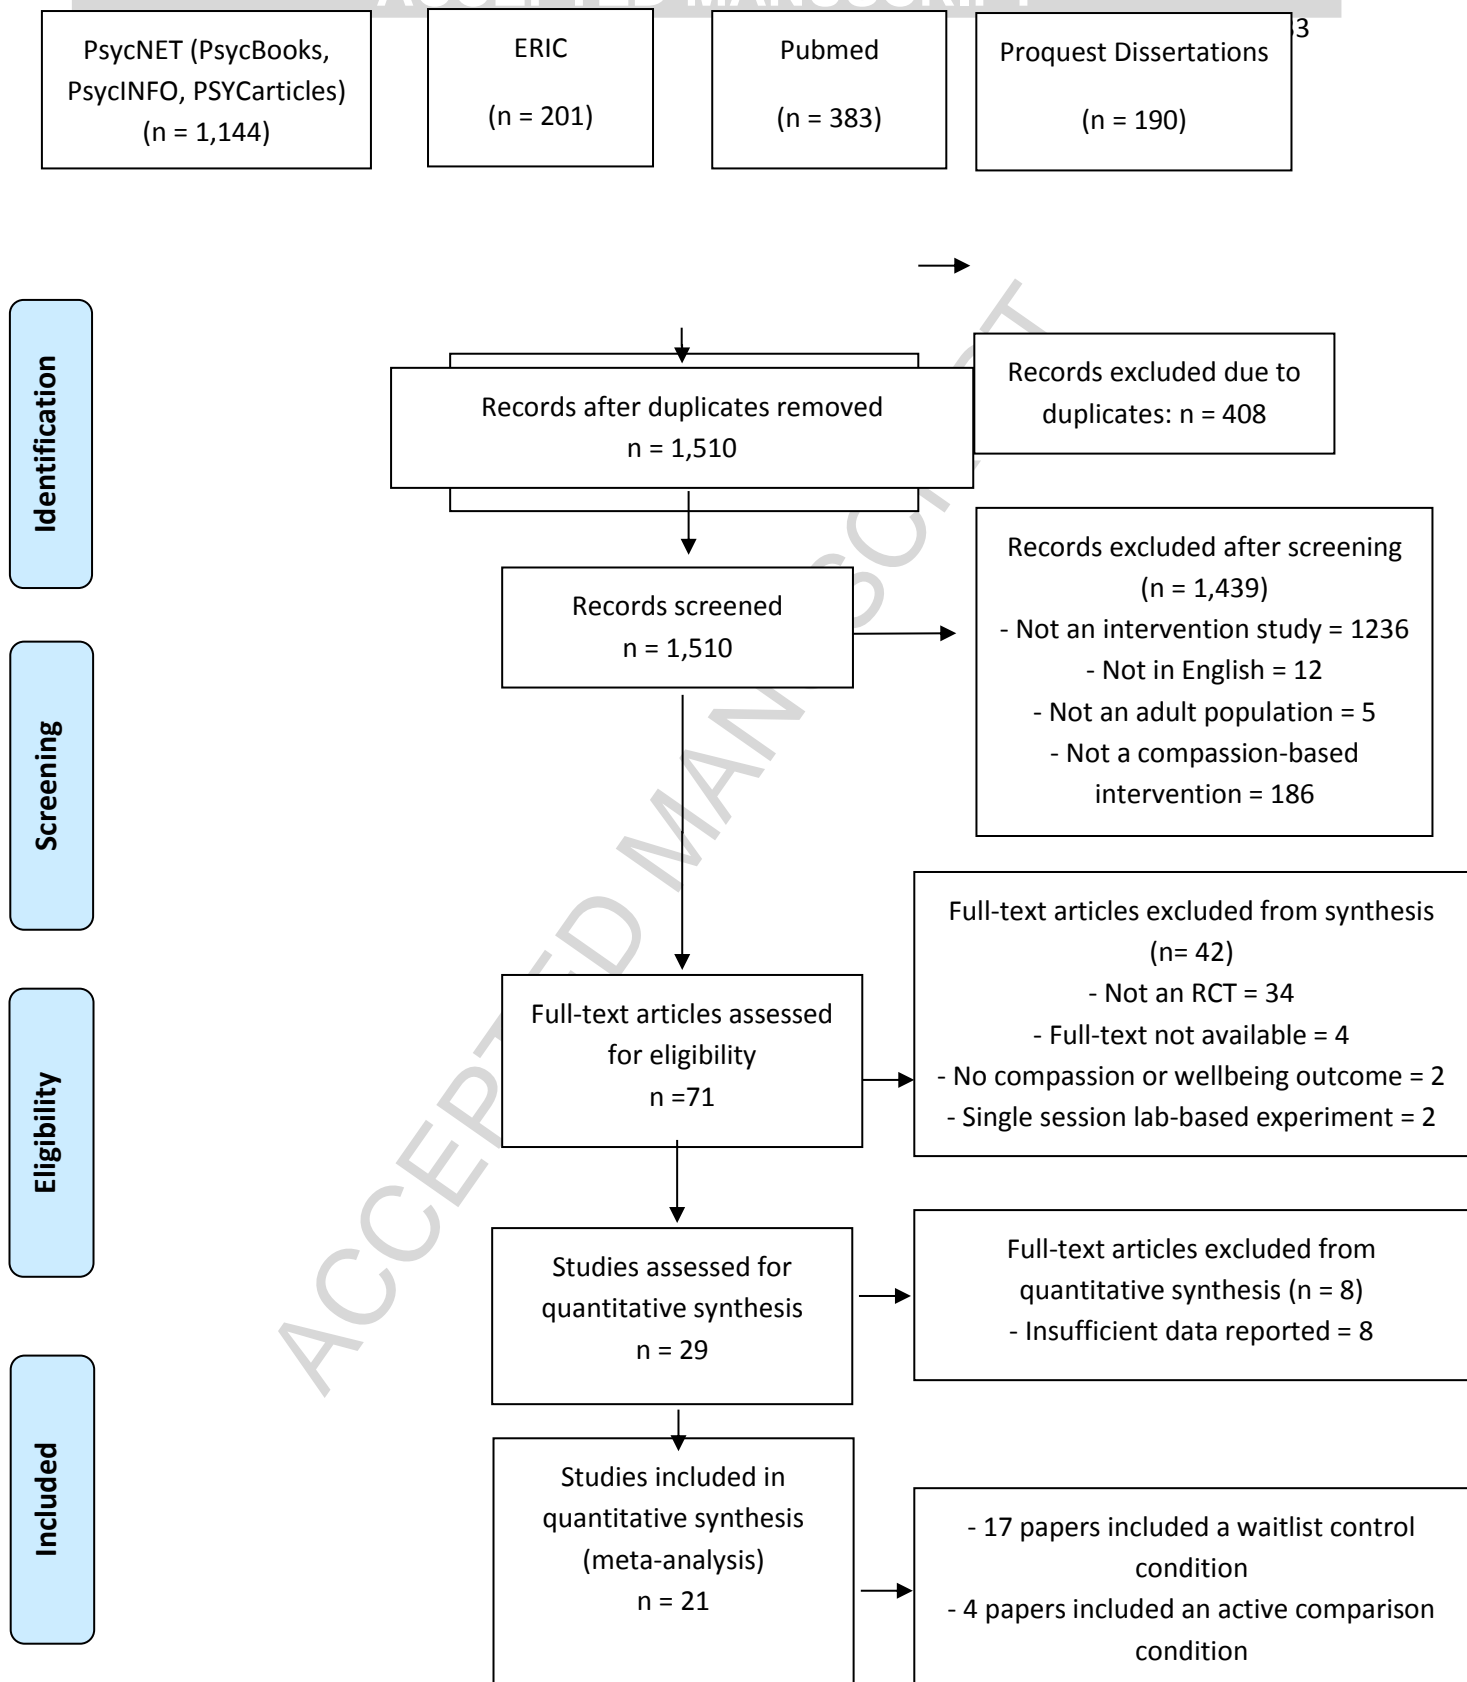 ACCEPTED MANUSCRIPT
33
PsycNET (PsycBooks,
PsycINFO, PSYCarticles)
(n = 1,144)
ERIC
(n = 201)
Pubmed
(n = 383)
Proquest Dissertations
(n = 190)
Identification
Records after duplicates removed
n = 1,510
Records excluded due to
duplicates: n = 408
Records screened
n = 1,510
Records excluded after screening
(n = 1,439)
- Not an intervention study = 1236
- Not in English = 12
- Not an adult population = 5
- Not a compassion-based
intervention = 186
Screening
Full-text articles assessed
for eligibility
n =71
Full-text articles excluded from synthesis
(n= 42)
- Not an RCT = 34
- Full-text not available = 4
- No compassion or wellbeing outcome = 2
- Single session lab-based experiment = 2
Eligibility
Studies assessed for
quantitative synthesis
n = 29
Full-text articles excluded from
quantitative synthesis (n = 8)
- Insufficient data reported = 8
Included
Studies included in
quantitative synthesis
(meta-analysis)
n = 21
- 17 papers included a waitlist control
condition
- 4 papers included an active comparison
condition
ACCEPTED MANUSCRIPT